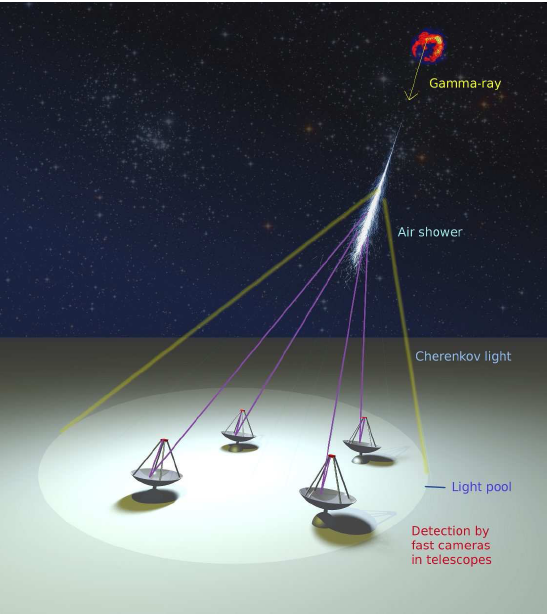 Gamma-ray
Air shower
Cherenkov light
Light pool
Detection by
fast cameras
in telescopes